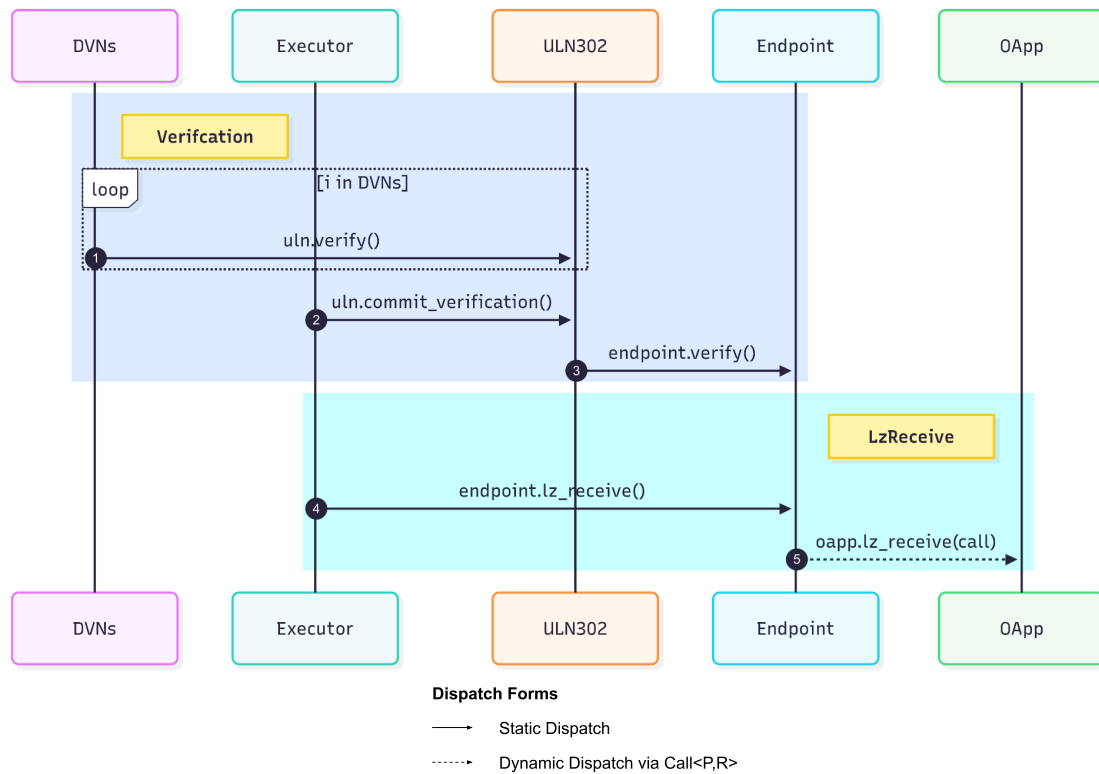 DVNs
Executor
ULN302
Endpoint
OApp
Verifcation
loop
[i in DVNs]
uln.verify()
1
uln.commit_verification()
2
endpoint.verify()
3
LzReceive
endpoint.lz_receive()
4
oapp.lz_receive(call)
5
DVNs
Executor
ULN302
Endpoint
OApp
Dispatch Forms
Static Dispatch
Dynamic Dispatch via Call<P,R>